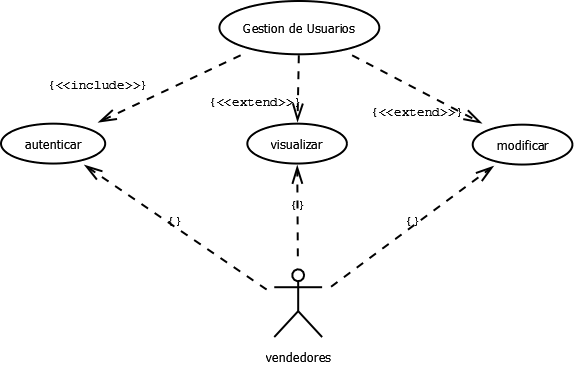 Gestion de Usuarios
{<<include>>}
{<<extend>>}
{<<extend>>}
autenticar
visualizar
modificar
{.}
{.}
{.}
vendedores